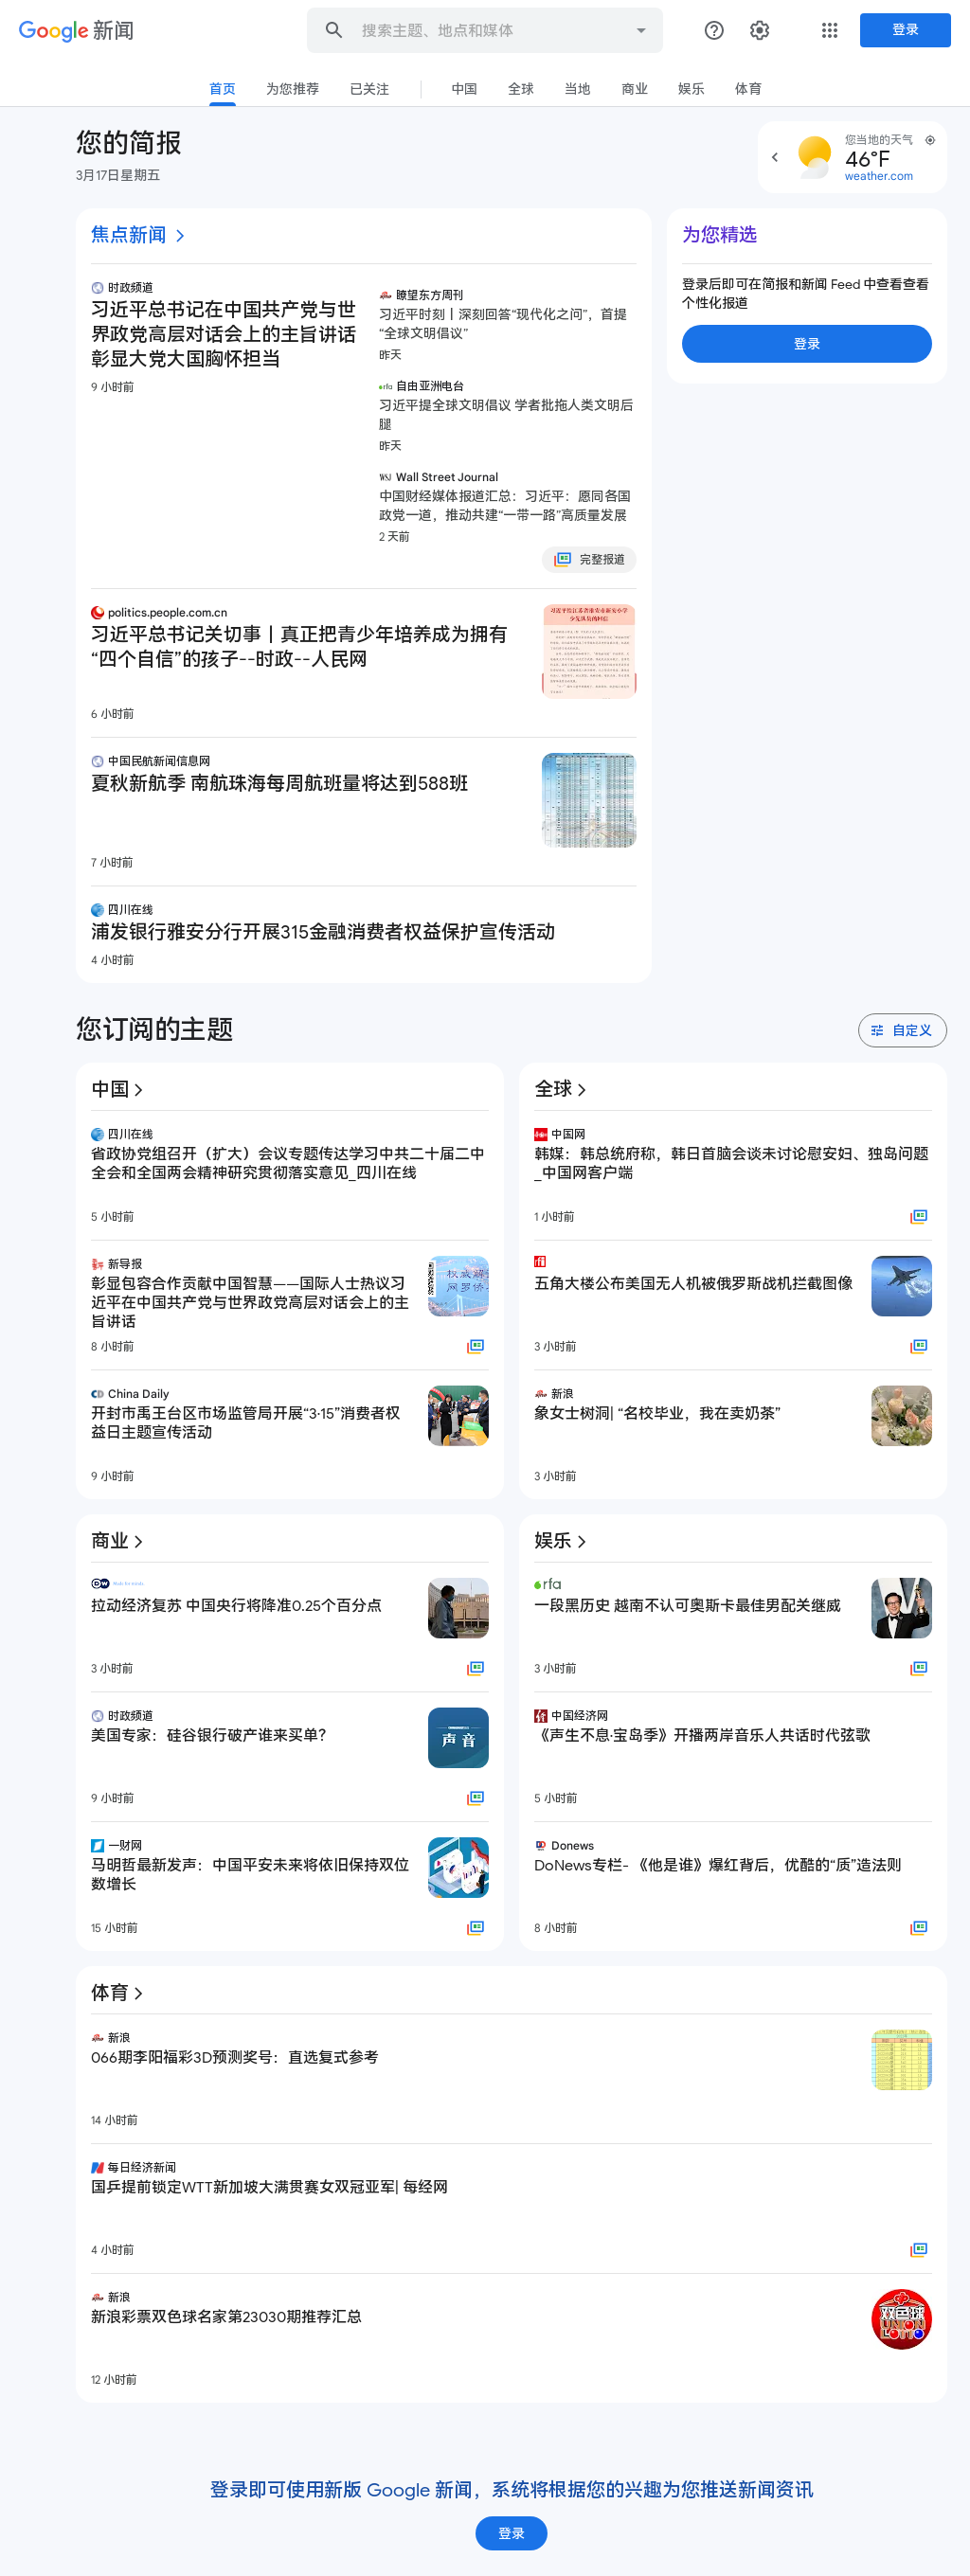 Google 新闻
搜索主题、地点和媒体
登录
首页
为您推荐
已关注
中国
全球
当地
商业
娱乐
体育
您的简报
3月17日星期五
您当地的天气
46°F
weather.com
焦点新闻
时政频道
习近平总书记在中国共产党与世
界政党高层对话会上的主旨讲话
彰显大党大国胸怀担当
9 小时前
瞭望东方周刊
习近平时刻丨深刻回答“现代化之问”，首提
“全球文明倡议”
昨天
rfa 自由亚洲电台
习近平提全球文明倡议 学者批拖人类文明后
腿
昨天
WSJ Wall Street Journal
中国财经媒体报道汇总：习近平：愿同各国
政党一道，推动共建“一带一路”高质量发展
2 天前
完整报道
politics.people.com.cn
习近平总书记关切事丨真正把青少年培养成为拥有
“四个自信”的孩子--时政--人民网
6 小时前
中国民航新闻信息网
夏秋新航季 南航珠海每周航班量将达到588班
7 小时前
四川在线
浦发银行雅安分行开展315金融消费者权益保护宣传活动
4 小时前
为您精选
登录后即可在简报和新闻 Feed 中查看查看
个性化报道
登录
您订阅的主题
自定义
中国
四川在线
省政协党组召开（扩大）会议专题传达学习中共二十届二中
全会和全国两会精神研究贯彻落实意见_四川在线
5 小时前
新导报
彰显包容合作贡献中国智慧——国际人士热议习
近平在中国共产党与世界政党高层对话会上的主
旨讲话
8 小时前
China Daily
开封市禹王台区市场监管局开展“3·15”消费者权
益日主题宣传活动
9 小时前
全球
中国网
韩媒：韩总统府称，韩日首脑会谈未讨论慰安妇、独岛问题
_中国网客户端
1 小时前
五角大楼公布美国无人机被俄罗斯战机拦截图像
3 小时前
新浪
象女士树洞| “名校毕业，我在卖奶茶”
3 小时前
商业
DW Made for minds
拉动经济复苏 中国央行将降准0.25个百分点
3 小时前
时政频道
美国专家：硅谷银行破产谁来买单？
声音
9 小时前
一财网
马明哲最新发声：中国平安未来将依旧保持双位
数增长
15 小时前
娱乐
rfa
一段黑历史 越南不认可奥斯卡最佳男配关继威
3 小时前
中国经济网
《声生不息·宝岛季》开播两岸音乐人共话时代弦歌
5 小时前
Donews
DoNews专栏- 《他是谁》爆红背后，优酷的“质”造法则
8 小时前
体育
新浪
066期李阳福彩3D预测奖号：直选复式参考
14 小时前
每日经济新闻
国乒提前锁定WTT新加坡大满贯赛女双冠亚军| 每经网
4 小时前
新浪
新浪彩票双色球名家第23030期推荐汇总
双色球
UNION LOTTO
12 小时前
登录即可使用新版 Google 新闻，系统将根据您的兴趣为您推送新闻资讯
登录